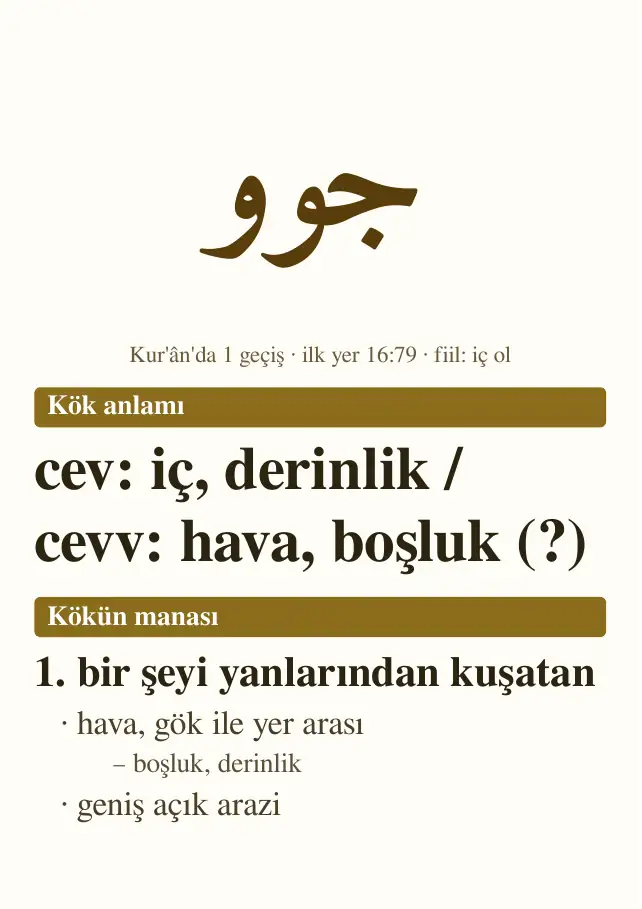 جوو
Kur'ân'da 1 geçiş · ilk yer 16:79 · fiil: iç ol
Kök anlamı
cev: iç, derinlik /
cevv: hava, boşluk (?)
Kökün manası
1. bir şeyi yanlarından kuşatan
· hava, gök ile yer arası
– boşluk, derinlik
· geniş açık arazi